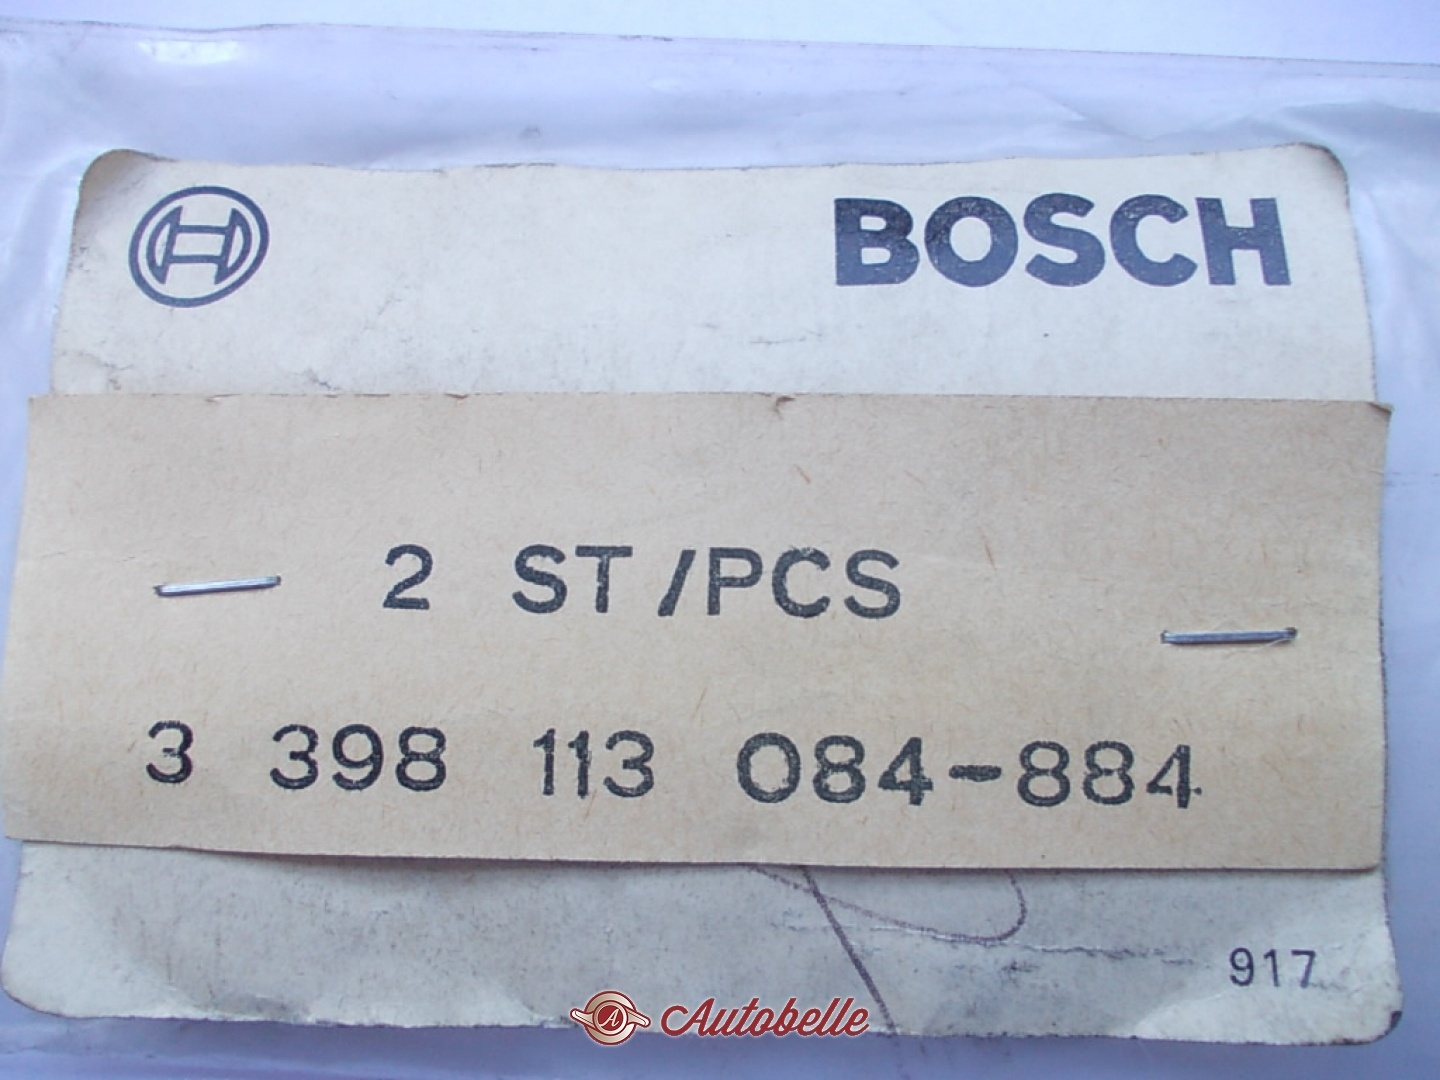 BOSCH
2 ST/PCS
3 398 113 084-884
917
Autobelle